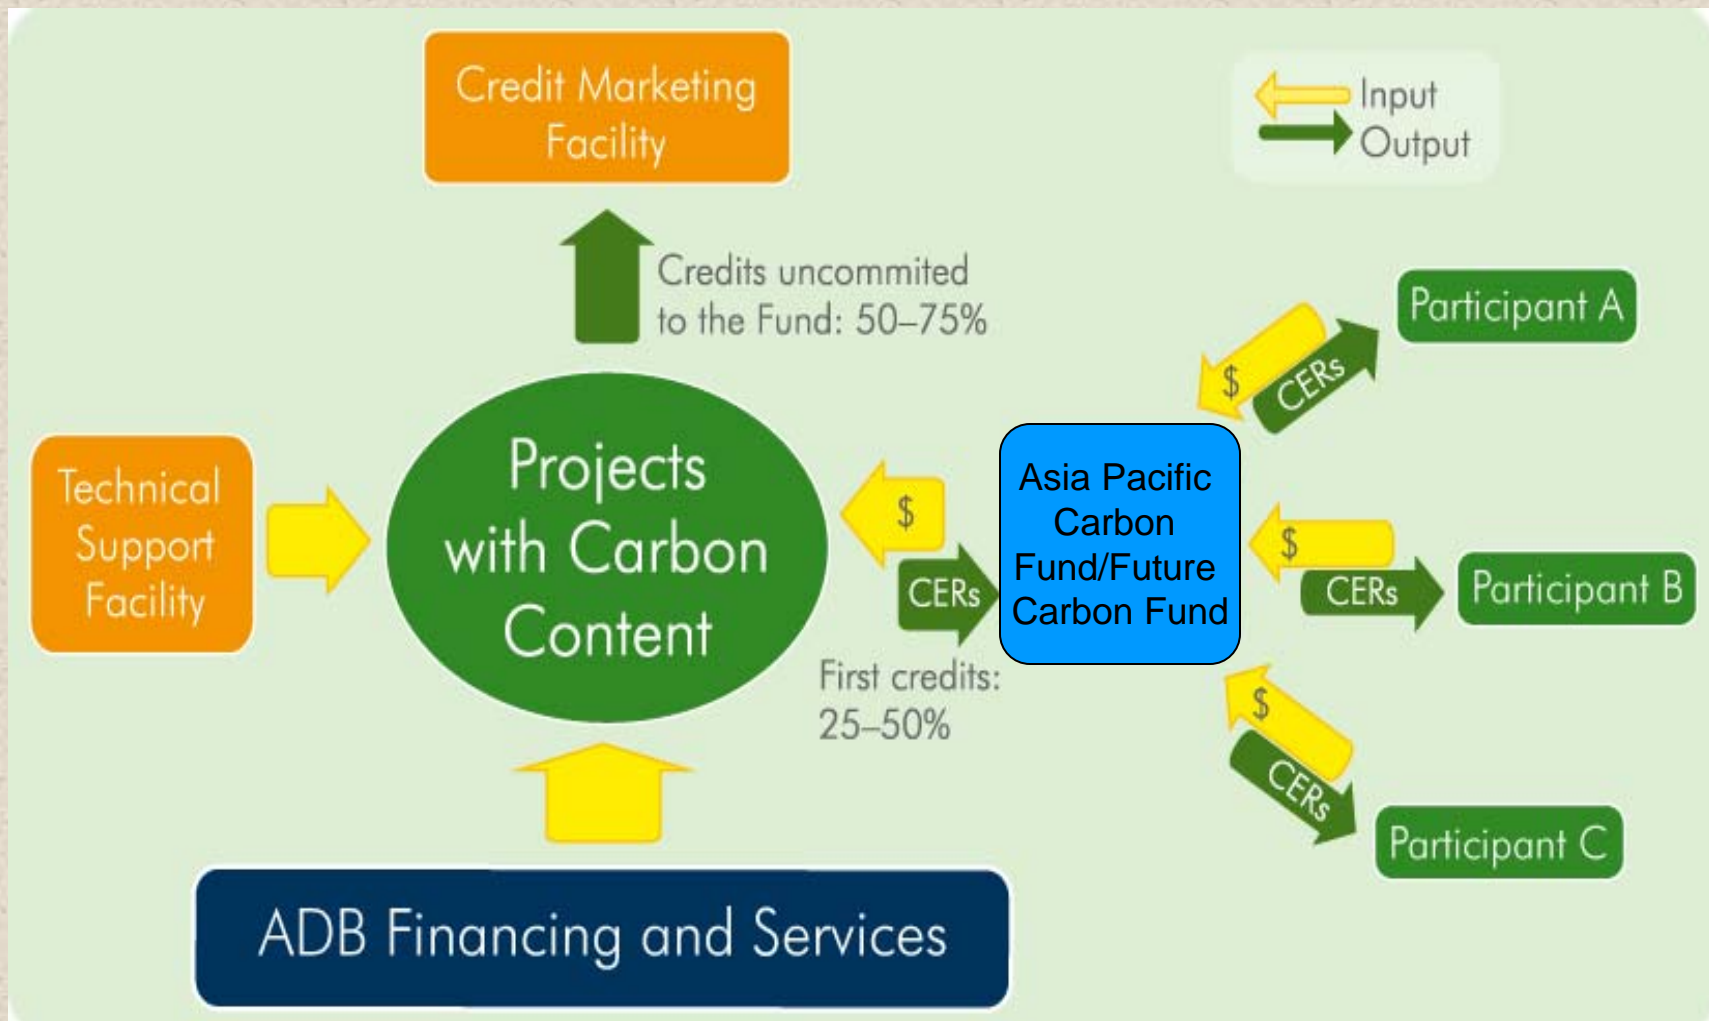 Credit Marketing
Facility
Input
Output
Credits uncommited
to the Fund: 50–75%
Participant A
$
CERs
Technical
Support
Facility
Projects
with Carbon
Content
$
CERs
First credits:
25–50%
Asia Pacific
Carbon
Fund/Future
Carbon Fund
$
CERs
Participant B
$
CERs
Participant C
ADB Financing and Services